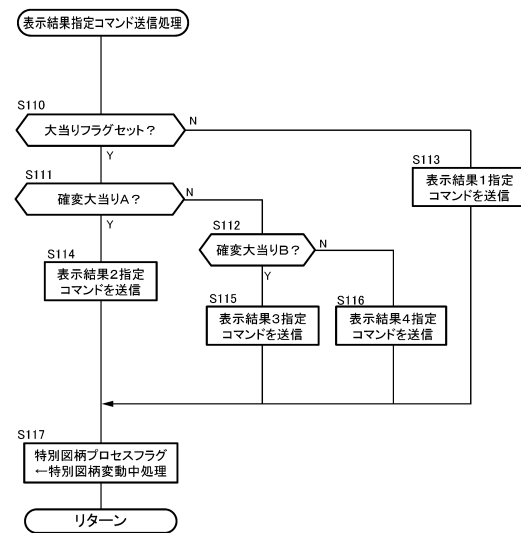 表示結果指定コマンド送信処理
S110
大当りフラグセット？
N
Y
S111
確変大当りA？
N
Y
S113
表示結果1指定
コマンドを送信
S112
確変大当りB？
N
Y
S114
表示結果2指定
コマンドを送信
S115
表示結果3指定
コマンドを送信
S116
表示結果4指定
コマンドを送信
S117
特別図柄プロセスフラグ
←特別図柄変動中処理
リターン